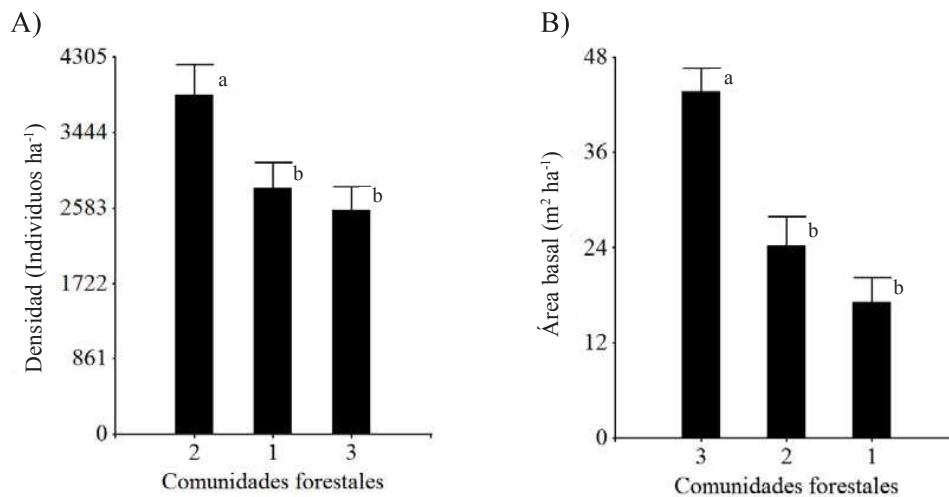 A)
Densidad (Individuos ha⁻¹)
4305
3444
2583
1722
861
0
a
b
b
2
1
3
Comunidades forestales
B)
Área basal (m² ha⁻¹)
48
36
24
12
0
a
b
b
3
2
1
Comunidades forestales